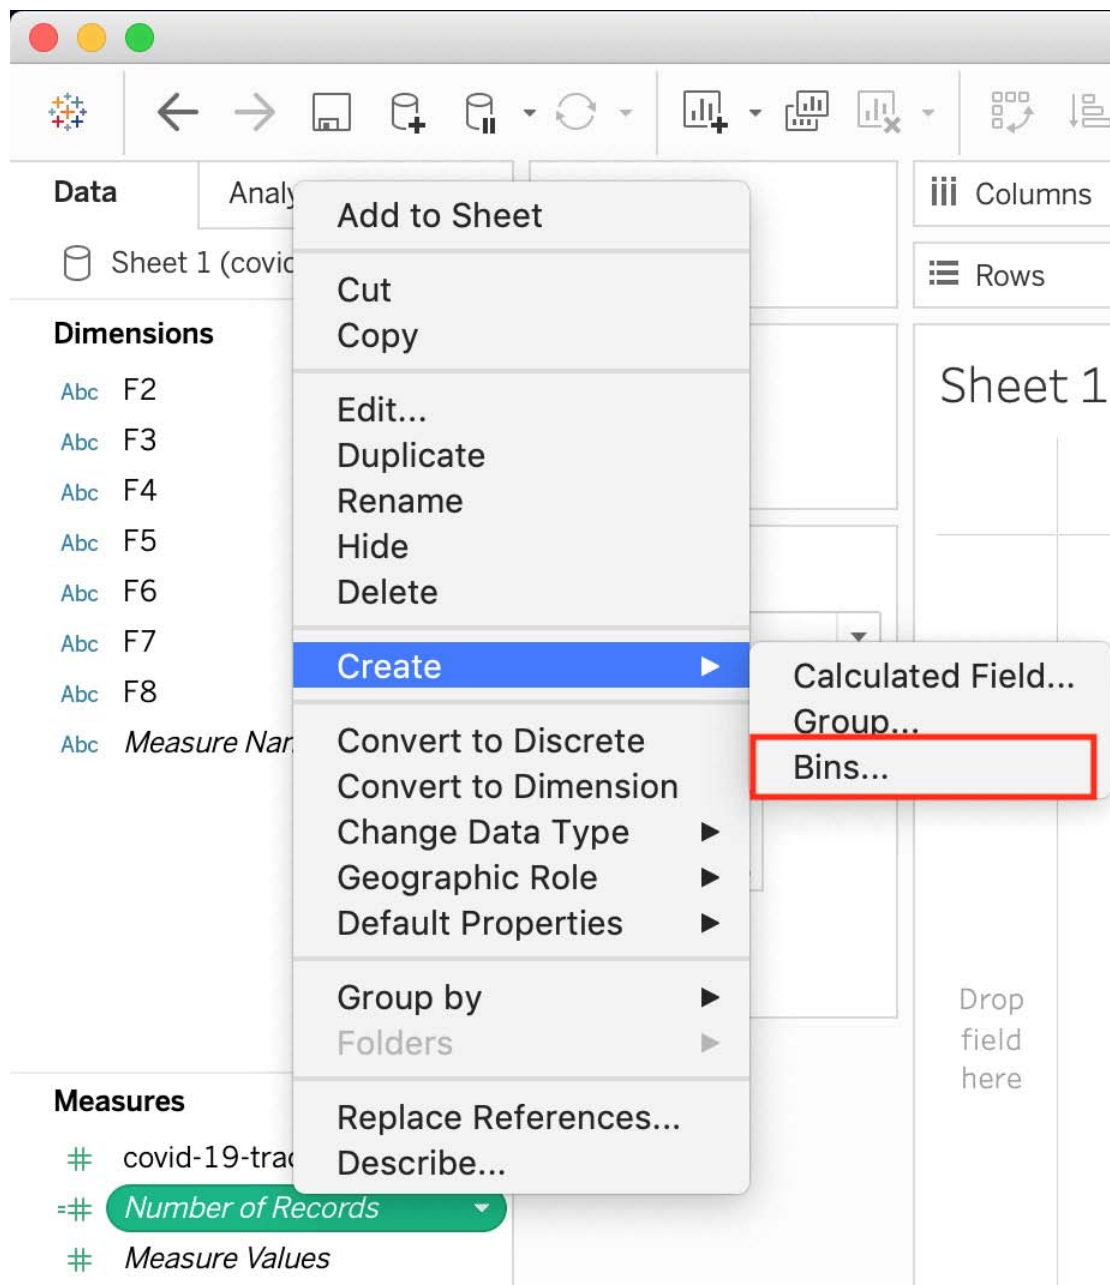 Data
Analy
Sheet 1 (covid
Dimensions
Abc F2
Abc F3
Abc F4
Abc F5
Abc F6
Abc F7
Abc F8
Abc Measure Nam
Measures
covid-19-trac
Number of Records
Measure Values
Add to Sheet
Cut
Copy
Edit...
Duplicate
Rename
Hide
Delete
Create
Convert to Discrete
Convert to Dimension
Change Data Type
Geographic Role
Default Properties
Group by
Folders
Replace References...
Describe...
Calculated Field...
Group...
Bins...
Columns
Rows
Sheet 1
Drop
field
here